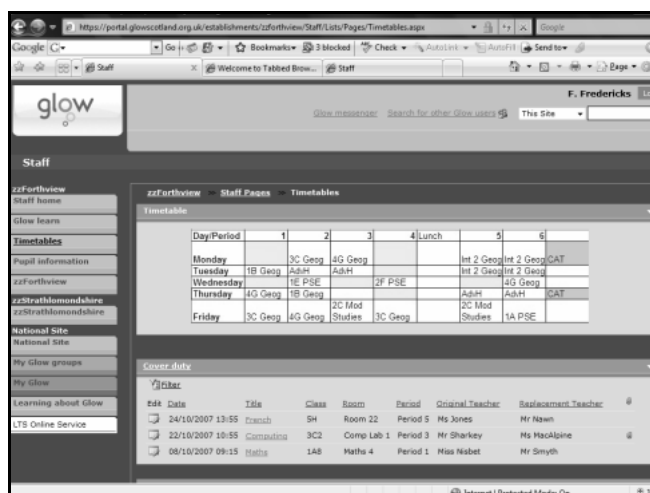 https://portal.glowscotland.org.uk/establishments/zzforthview/Staff/Lists/Pages/Timetables.aspx
Google
Google G Go Bookmarks 3 blocked Check AutoLink AutoFill Send to
Staff Welcome to Tabbed Brow... Staff Page
glow
F. Fredericks
Glow messenger Search for other Glow users This Site
Staff
zzForthview
Staff home
Glow learn
Timetables
Pupil information
zzForthview
zzStrathlomondshire
zzStrathlomondshire
National Site
National Site
My Glow groups
My Glow
Learning about Glow
LTS Online Service
zzForthview Staff Pages Timetables
Timetable
Day/Period 1 2 3 4 Lunch 5 6
Monday 3C Geog 4G Geog Int 2 Geog Int 2 Geog CAT
Tuesday 1B Geog AdvH AdvH Int 2 Geog Int 2 Geog
Wednesday 1E PSE 2F PSE 4G Geog
Thursday 4G Geog 1B Geog AdvH AdvH CAT
Friday 3C Geog 4G Geog 2C Mod Studies 3C Geog 2C Mod Studies 1A PSE
Cover duty
Filter
Edit Date Title Class Room Period Original Teacher Replacement Teacher
24/10/2007 13:55 French 5H Room 22 Period 5 Ms Jones Mr Nawn
22/10/2007 10:55 Computing 3C2 Comp Lab 1 Period 3 Mr Sharkey Ms MacAlpine
08/10/2007 09:15 Maths 1A8 Maths 4 Period 1 Miss Nisbet Mr Smyth
Internet | Protected Mode: On